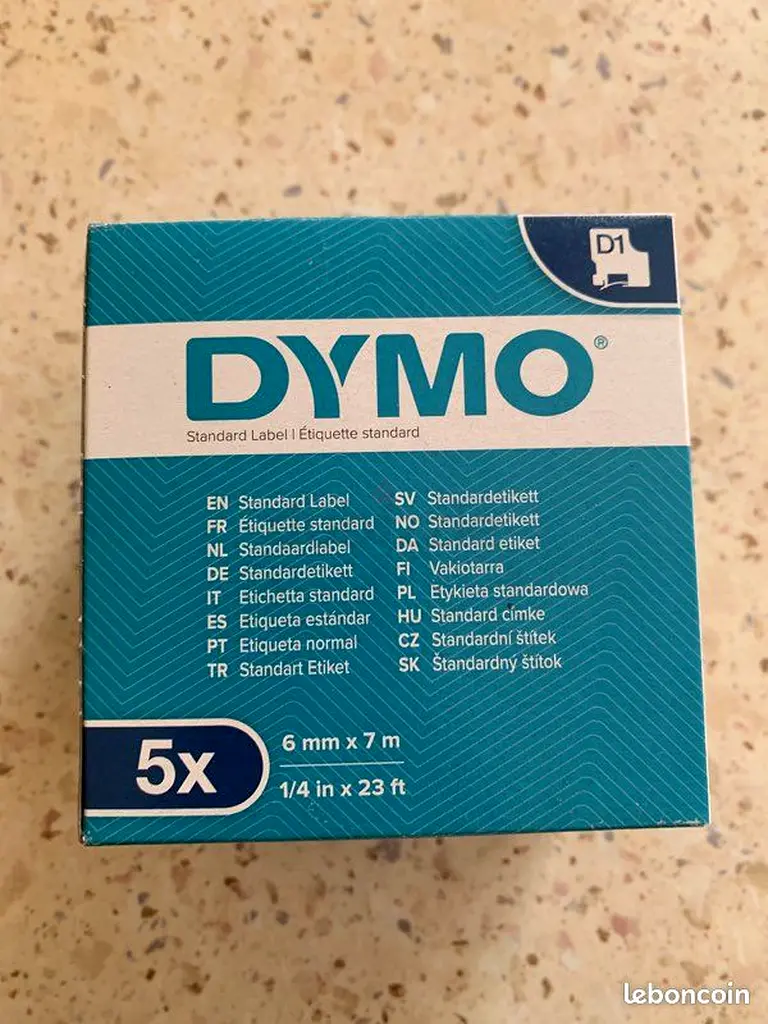 D1
DYMO®
Standard Label | Étiquette standard
EN Standard Label
FR Étiquette standard
NL Standaardlabel
DE Standardetikett
IT Etichetta standard
ES Etiqueta estándar
PT Etiqueta normal
TR Standart Etiket
SV Standardetikett
NO Standardetikett
DA Standard etiket
FI Vakiotarra
PL Etykieta standardowa
HU Standard címke
CZ Standardní štítek
SK Štandardný štítok
5x
6 mm x 7 m
1/4 in x 23 ft
leboncoin